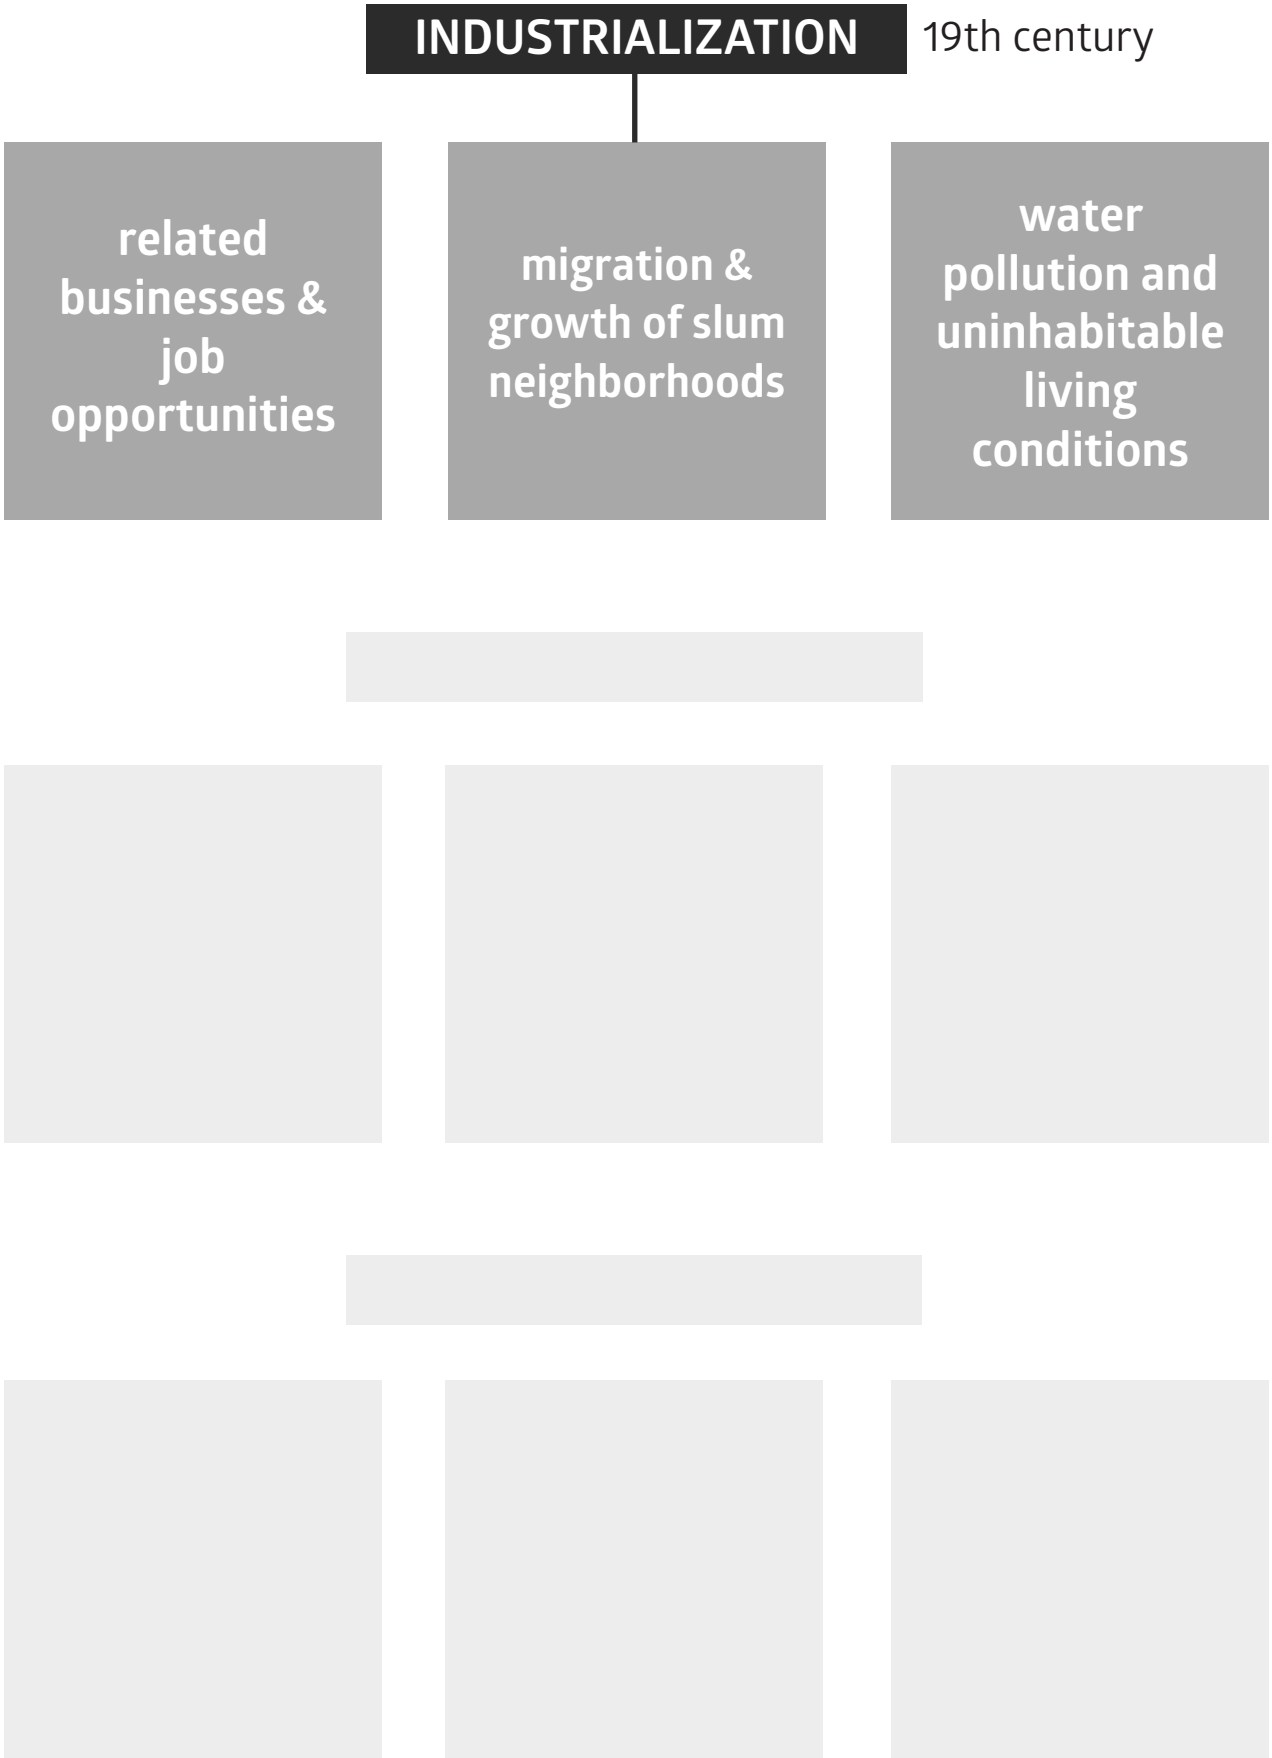 INDUSTRIALIZATION 19th century
related
businesses &
job
opportunities
migration &
growth of slum
neighborhoods
water
pollution and
uninhabitable
living
conditions